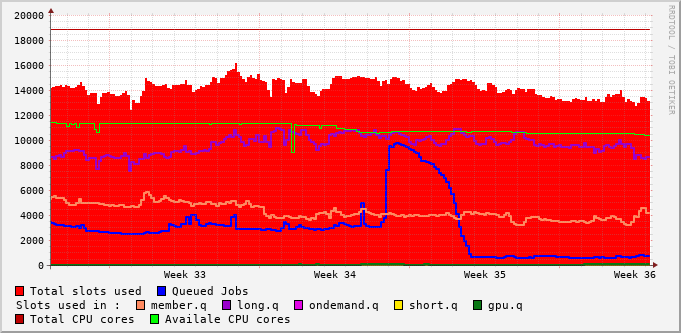 RRDTOOL / TOBI OETIKER
20000
18000
16000
14000
12000
10000
8000
6000
4000
2000
0
Week 33 Week 34 Week 35 Week 36
Total slots used Queued Jobs
Slots used in : member.q long.q ondemand.q short.q gpu.q
Total CPU cores Availale CPU cores